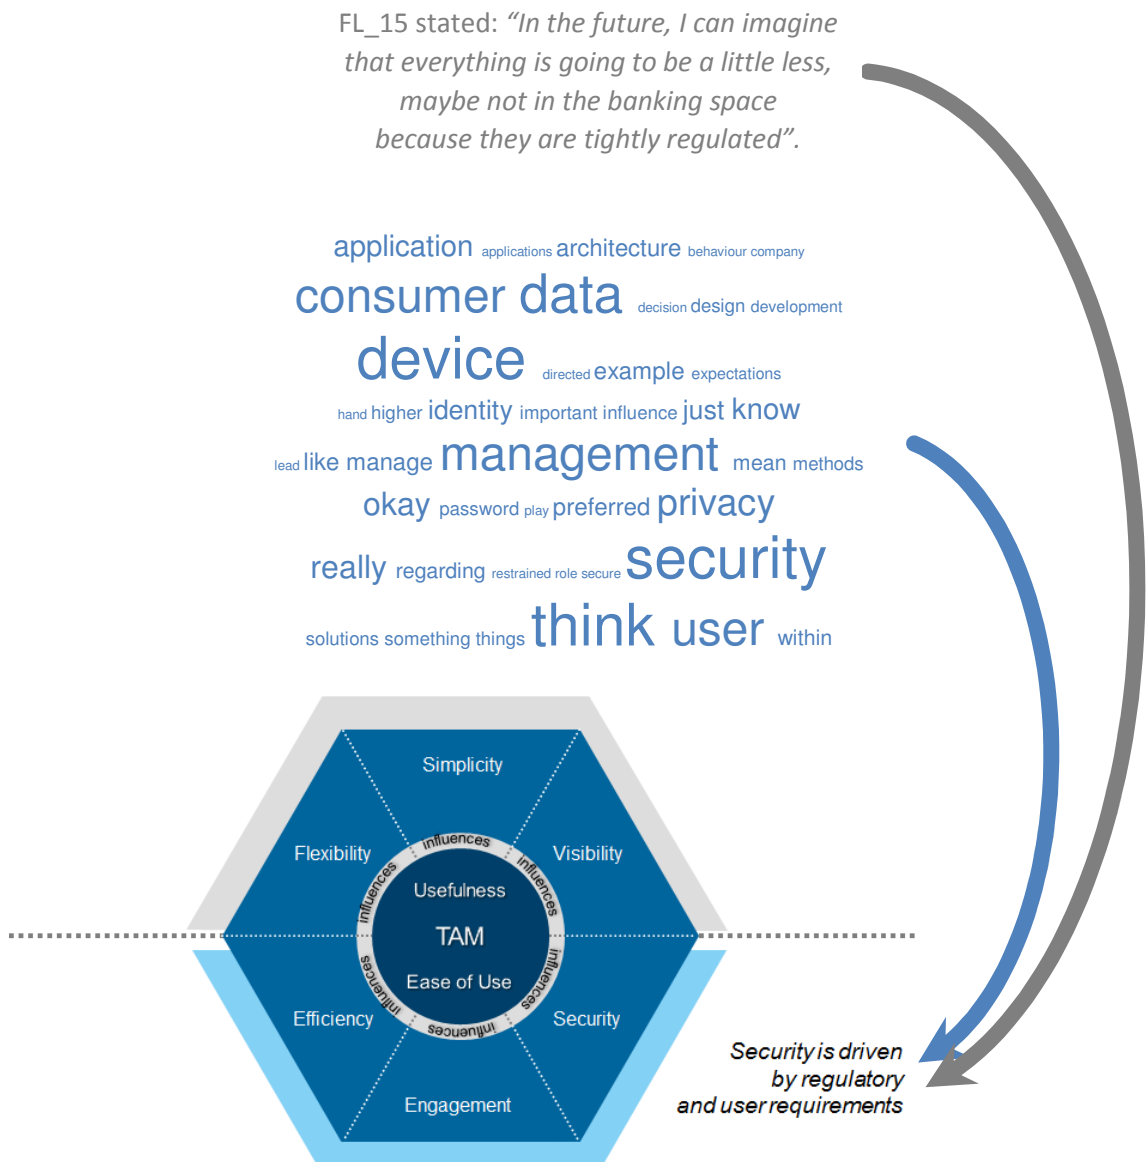 FL_15 stated: “In the future, I can imagine
that everything is going to be a little less,
maybe not in the banking space
because they are tightly regulated”.
application applications architecture behaviour company
consumer data decision design development
device directed example expectations
hand higher identity important influence just know
lead like manage management mean methods
okay password play preferred privacy
really regarding restrained role secure security
solutions something things think user within
Simplicity
Flexibility
Visibility
influences
influences
influences
Usefulness
TAM
Ease of Use
influences
influences
influences
Efficiency
Security
Engagement
Security is driven
by regulatory
and user requirements